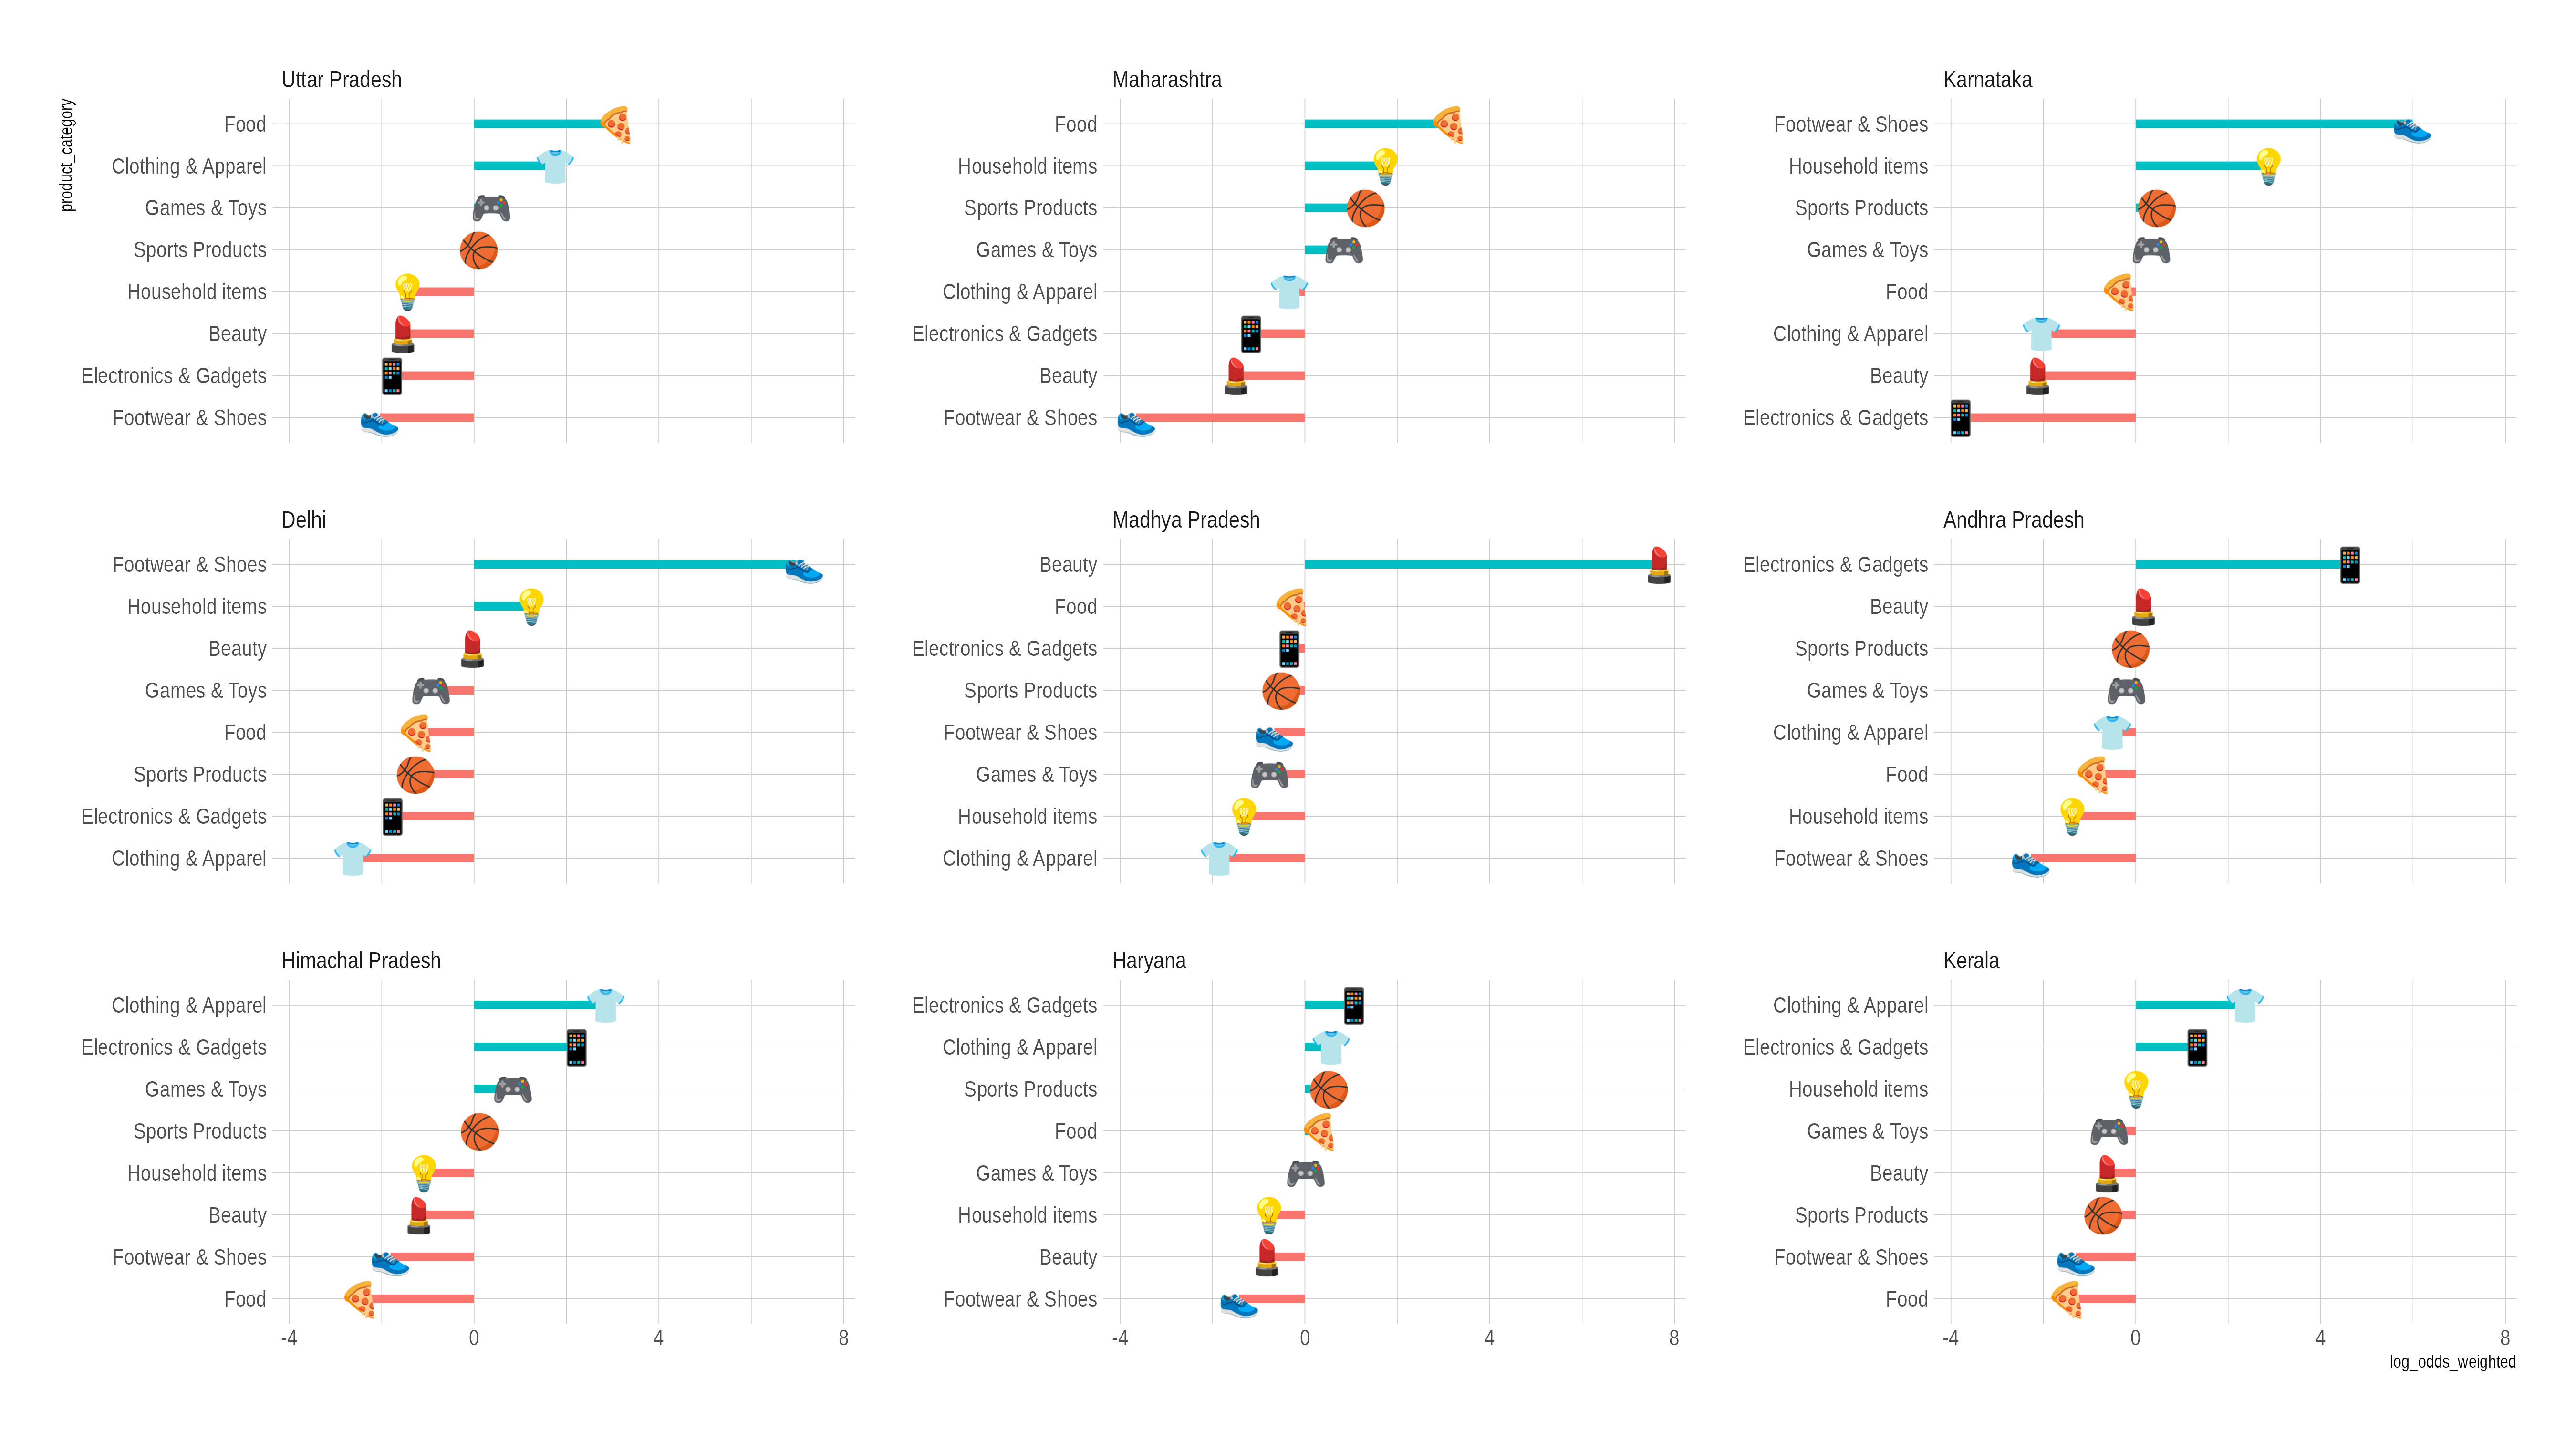 product_category
Uttar Pradesh
Food
Clothing & Apparel
Games & Toys
Sports Products
Household items
Beauty
Electronics & Gadgets
Footwear & Shoes
Maharashtra
Food
Household items
Sports Products
Games & Toys
Clothing & Apparel
Electronics & Gadgets
Beauty
Footwear & Shoes
Karnataka
Footwear & Shoes
Household items
Sports Products
Games & Toys
Food
Clothing & Apparel
Beauty
Electronics & Gadgets
Delhi
Footwear & Shoes
Household items
Beauty
Games & Toys
Food
Sports Products
Electronics & Gadgets
Clothing & Apparel
Madhya Pradesh
Beauty
Food
Electronics & Gadgets
Sports Products
Footwear & Shoes
Games & Toys
Household items
Clothing & Apparel
Andhra Pradesh
Electronics & Gadgets
Beauty
Sports Products
Games & Toys
Clothing & Apparel
Food
Household items
Footwear & Shoes
Himachal Pradesh
Clothing & Apparel
Electronics & Gadgets
Games & Toys
Sports Products
Household items
Beauty
Footwear & Shoes
Food
-4 0 4 8
Haryana
Electronics & Gadgets
Clothing & Apparel
Sports Products
Food
Games & Toys
Household items
Beauty
Footwear & Shoes
-4 0 4 8
Kerala
Clothing & Apparel
Electronics & Gadgets
Household items
Games & Toys
Beauty
Sports Products
Footwear & Shoes
Food
-4 0 4 8
log_odds_weighted